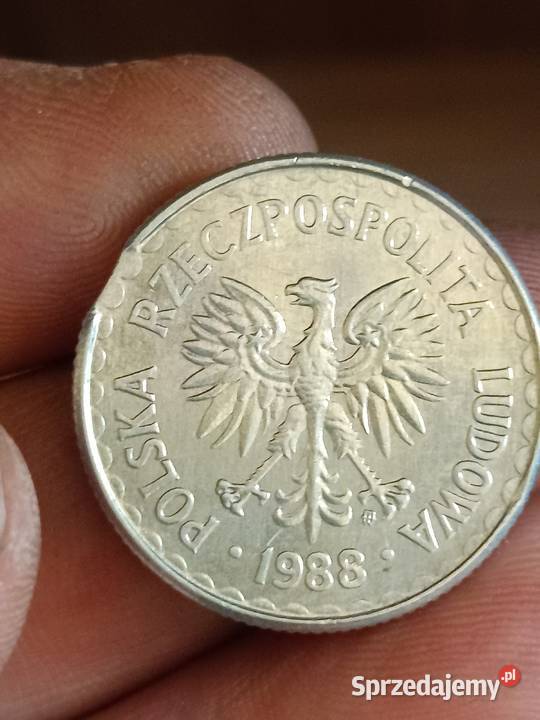 POLSKA RZECZPOSPOLITA LUDOWA
· 1988 ·
Sprzedajemy.pl